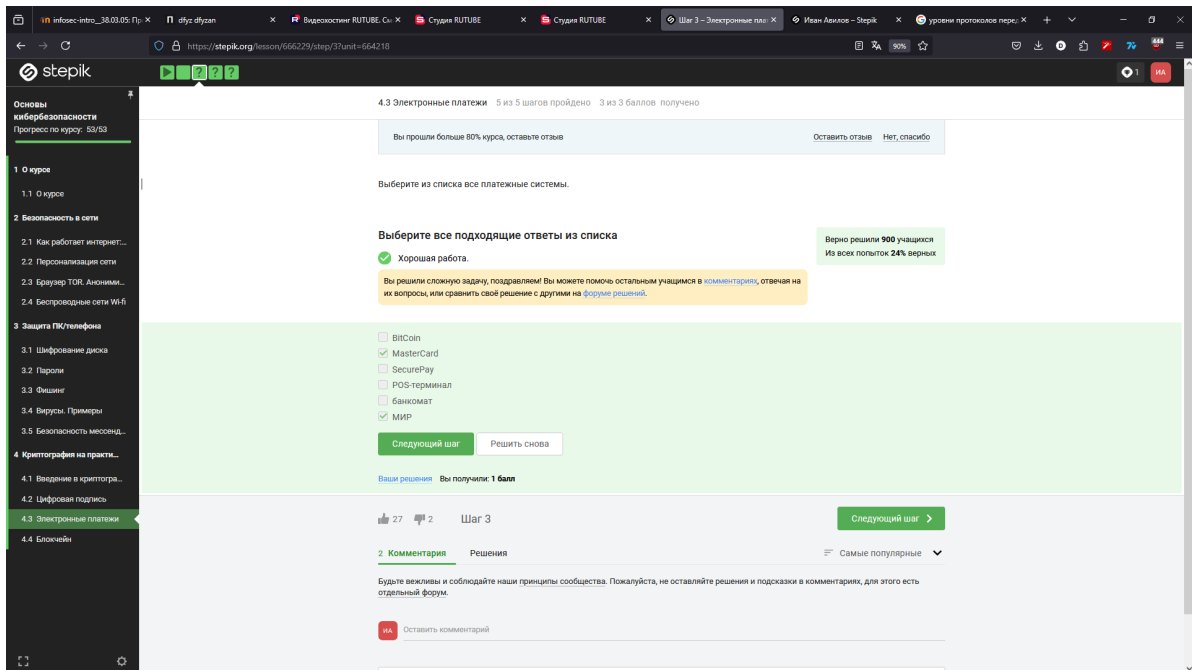 infosec-intro__38.03.05: Пр
dfyz dfyzan
Видеохостинг RUTUBE. См
Студия RUTUBE
Студия RUTUBE
Шаг 3 – Электронные плат
Иван Авилов – Stepik
уровни протоколов перед
https://stepik.org/lesson/666229/step/3?unit=664218
90%
444
stepik
1
ИА
Основы
кибербезопасности
Прогресс по курсу: 53/53
1 О курсе
1.1 О курсе
2 Безопасность в сети
2.1 Как работает интернет:...
2.2 Персонализация сети
2.3 Браузер TOR. Аноними...
2.4 Беспроводные сети Wi-fi
3 Защита ПК/телефона
3.1 Шифрование диска
3.2 Пароли
3.3 Фишинг
3.4 Вирусы. Примеры
3.5 Безопасность мессенд...
4 Криптография на практи...
4.1 Введение в криптогра...
4.2 Цифровая подпись
4.3 Электронные платежи
4.4 Блокчейн
4.3 Электронные платежи 5 из 5 шагов пройдено 3 из 3 баллов получено
Вы прошли больше 80% курса, оставьте отзыв
Оставить отзыв Нет, спасибо
Выберите из списка все платежные системы.
Выберите все подходящие ответы из списка
Верно решили 900 учащихся
Из всех попыток 24% верных
Хорошая работа.
Вы решили сложную задачу, поздравляем! Вы можете помочь остальным учащимся в комментариях, отвечая на
их вопросы, или сравнить своё решение с другими на форуме решений.
BitCoin
MasterCard
SecurePay
POS-терминал
банкомат
МИР
Следующий шаг
Решить снова
Ваши решения Вы получили: 1 балл
27 2 Шаг 3
Следующий шаг
2 Комментария Решения
Самые популярные
Будьте вежливы и соблюдайте наши принципы сообщества. Пожалуйста, не оставляйте решения и подсказки в комментариях, для этого есть
отдельный форум.
ИА
Оставить комментарий